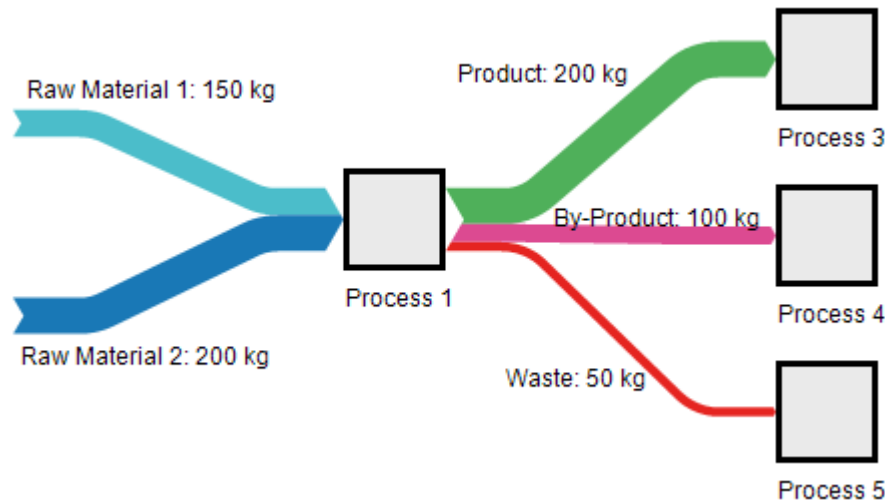 Raw Material 1: 150 kg
Raw Material 2: 200 kg
Process 1
Product: 200 kg
By-Product: 100 kg
Waste: 50 kg
Process 3
Process 4
Process 5